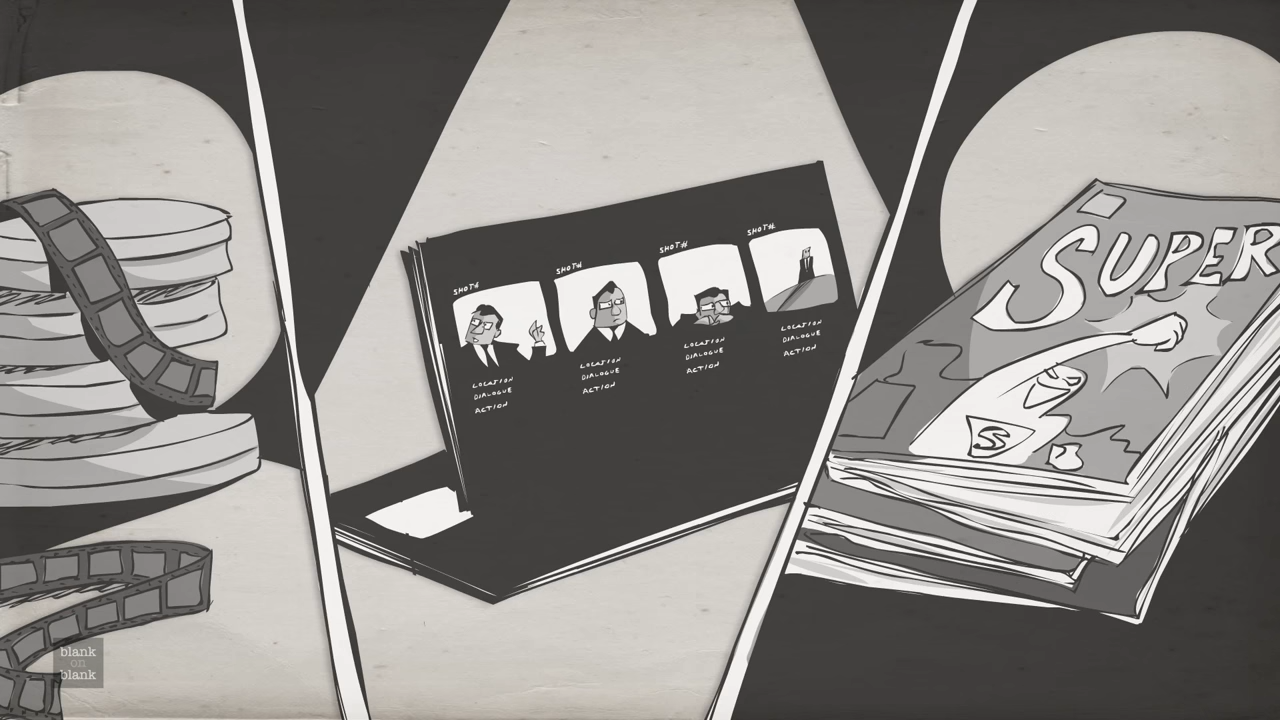 SHOT#
LOCATION
DIALOGUE
ACTION
SHOT#
LOCATION
DIALOGUE
ACTION
SHOT#
LOCATION
DIALOGUE
ACTION
SHOT#
LOCATION
DIALOGUE
ACTION
SUPER
S
blank
on
blank